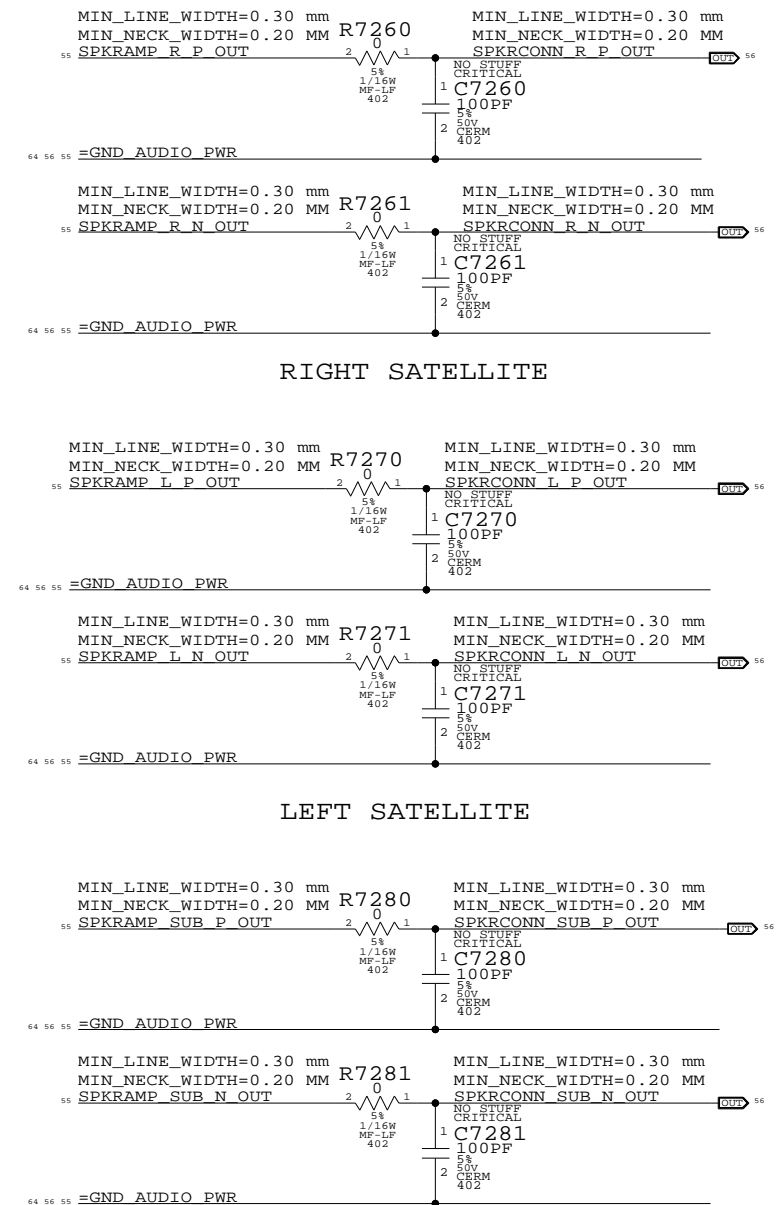 MIN_LINE_WIDTH=0.30 mm
MIN_NECK_WIDTH=0.20 MM
R7260
MIN_LINE_WIDTH=0.30 mm
MIN_NECK_WIDTH=0.20 MM
55 SPKRAMP_R_P_OUT
2
0
1
SPKRCONN_R_P_OUT
OUT 56
5%
1/16W
MF-LF
402
NO STUFF
CRITICAL
1 C7260
100PF
5%
50V
2 CERM
402
64 56 55 =GND_AUDIO_PWR
MIN_LINE_WIDTH=0.30 mm
MIN_NECK_WIDTH=0.20 MM
R7261
MIN_LINE_WIDTH=0.30 mm
MIN_NECK_WIDTH=0.20 MM
55 SPKRAMP_R_N_OUT
2
0
1
SPKRCONN_R_N_OUT
OUT 56
5%
1/16W
MF-LF
402
NO STUFF
CRITICAL
1 C7261
100PF
5%
50V
2 CERM
402
64 56 55 =GND_AUDIO_PWR
RIGHT SATELLITE
MIN_LINE_WIDTH=0.30 mm
MIN_NECK_WIDTH=0.20 MM
R7270
MIN_LINE_WIDTH=0.30 mm
MIN_NECK_WIDTH=0.20 MM
55 SPKRAMP_L_P_OUT
2
0
1
SPKRCONN_L_P_OUT
OUT 56
5%
1/16W
MF-LF
402
NO STUFF
CRITICAL
1 C7270
100PF
5%
50V
2 CERM
402
64 56 55 =GND_AUDIO_PWR
MIN_LINE_WIDTH=0.30 mm
MIN_NECK_WIDTH=0.20 MM
R7271
MIN_LINE_WIDTH=0.30 mm
MIN_NECK_WIDTH=0.20 MM
55 SPKRAMP_L_N_OUT
2
0
1
SPKRCONN_L_N_OUT
OUT 56
5%
1/16W
MF-LF
402
NO STUFF
CRITICAL
1 C7271
100PF
5%
50V
2 CERM
402
64 56 55 =GND_AUDIO_PWR
LEFT SATELLITE
MIN_LINE_WIDTH=0.30 mm
MIN_NECK_WIDTH=0.20 MM
R7280
MIN_LINE_WIDTH=0.30 mm
MIN_NECK_WIDTH=0.20 MM
55 SPKRAMP_SUB_P_OUT
2
0
1
SPKRCONN_SUB_P_OUT
OUT 56
5%
1/16W
MF-LF
402
NO STUFF
CRITICAL
1 C7280
100PF
5%
50V
2 CERM
402
64 56 55 =GND_AUDIO_PWR
MIN_LINE_WIDTH=0.30 mm
MIN_NECK_WIDTH=0.20 MM
R7281
MIN_LINE_WIDTH=0.30 mm
MIN_NECK_WIDTH=0.20 MM
55 SPKRAMP_SUB_N_OUT
2
0
1
SPKRCONN_SUB_N_OUT
OUT 56
5%
1/16W
MF-LF
402
NO STUFF
CRITICAL
1 C7281
100PF
5%
50V
2 CERM
402
64 56 55 =GND_AUDIO_PWR